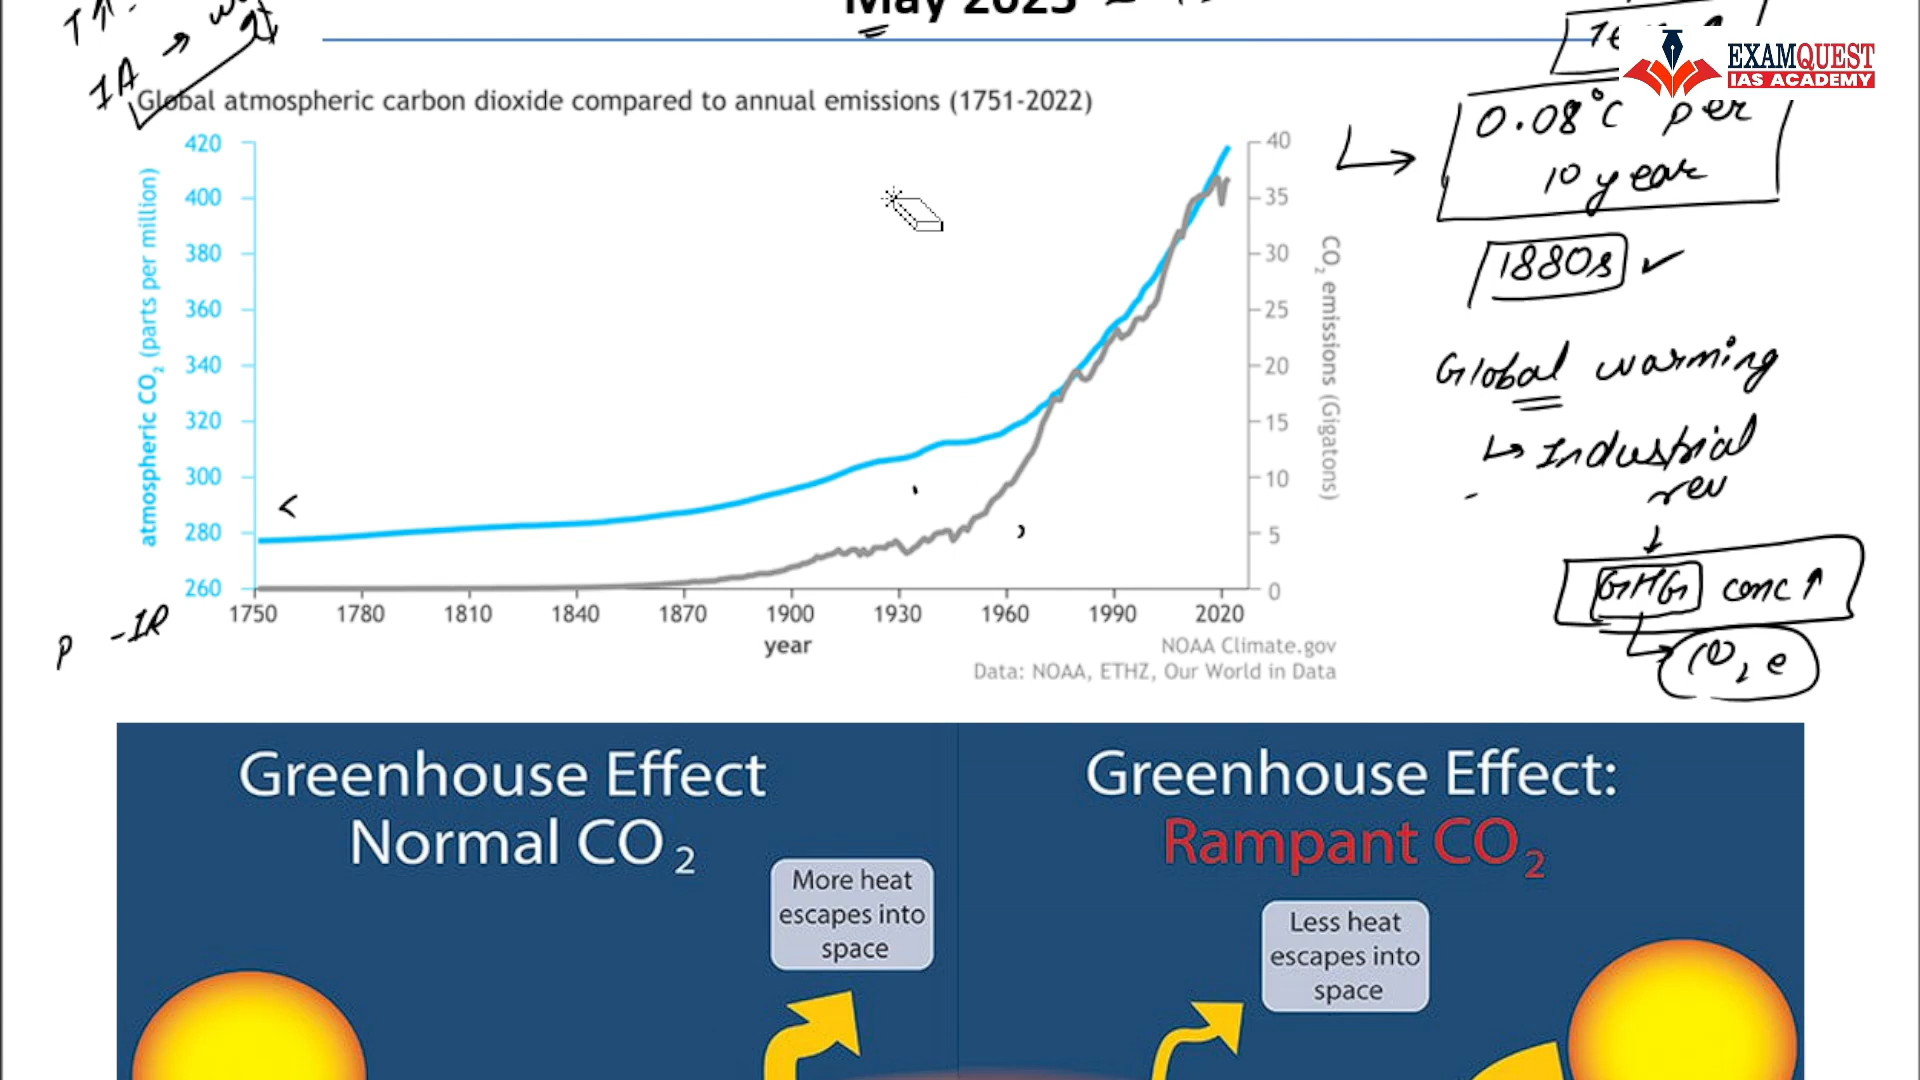 May 2023
T↑
IA →
EXAMQUEST
IAS ACADEMY
Global atmospheric carbon dioxide compared to annual emissions (1751-2022)
0.08°C per
10 year
1880s ✓
Global warming
↳ Industrial
rev
↓
GHG conc ↑
CO2 e
atmospheric CO2 (parts per million)
420
400
380
360
340
320
300
280
260
40
35
30
25
20
15
10
5
0
CO2 emissions (Gigatons)
1750 1780 1810 1840 1870 1900 1930 1960 1990 2020
year
P - IR
NOAA Climate.gov
Data: NOAA, ETHZ, Our World in Data
Greenhouse Effect
Normal CO2
More heat
escapes into
space
Greenhouse Effect:
Rampant CO2
Less heat
escapes into
space